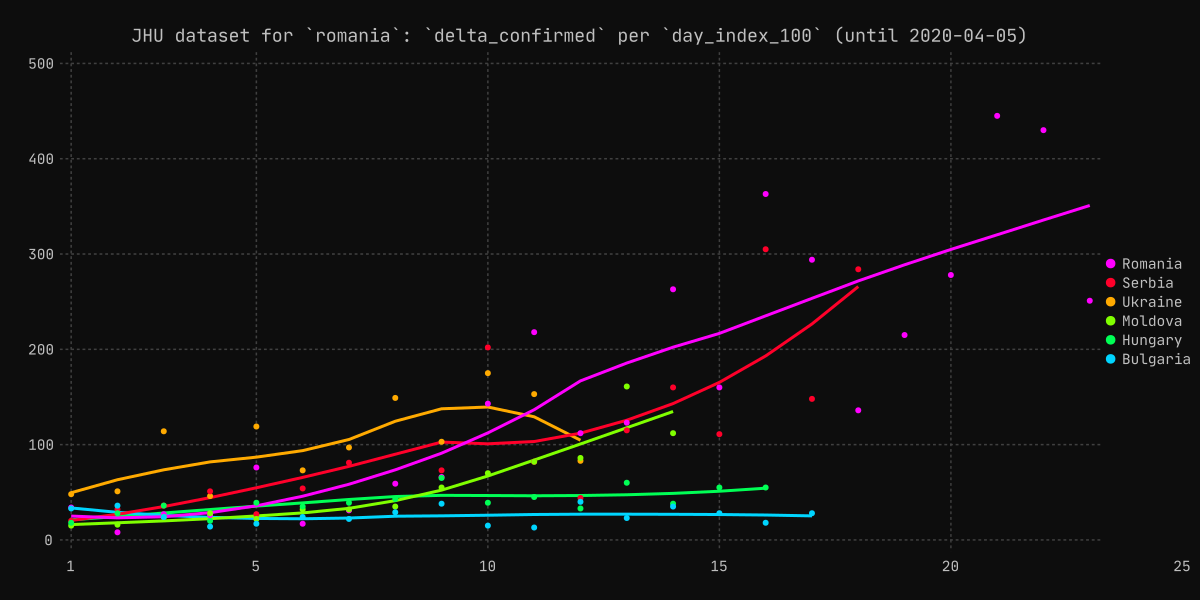 JHU dataset for `romania`: `delta_confirmed` per `day_index_100` (until 2020-04-05)
500
400
300
200
100
0
1 5 10 15 20 25
Romania
Serbia
Ukraine
Moldova
Hungary
Bulgaria